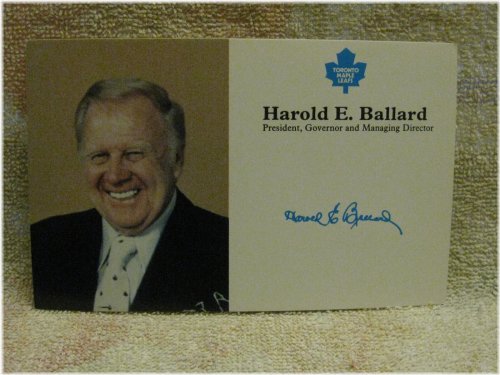 TORONTO
MAPLE
LEAFS
Harold E. Ballard
President, Governor and Managing Director
Harold E Ballard